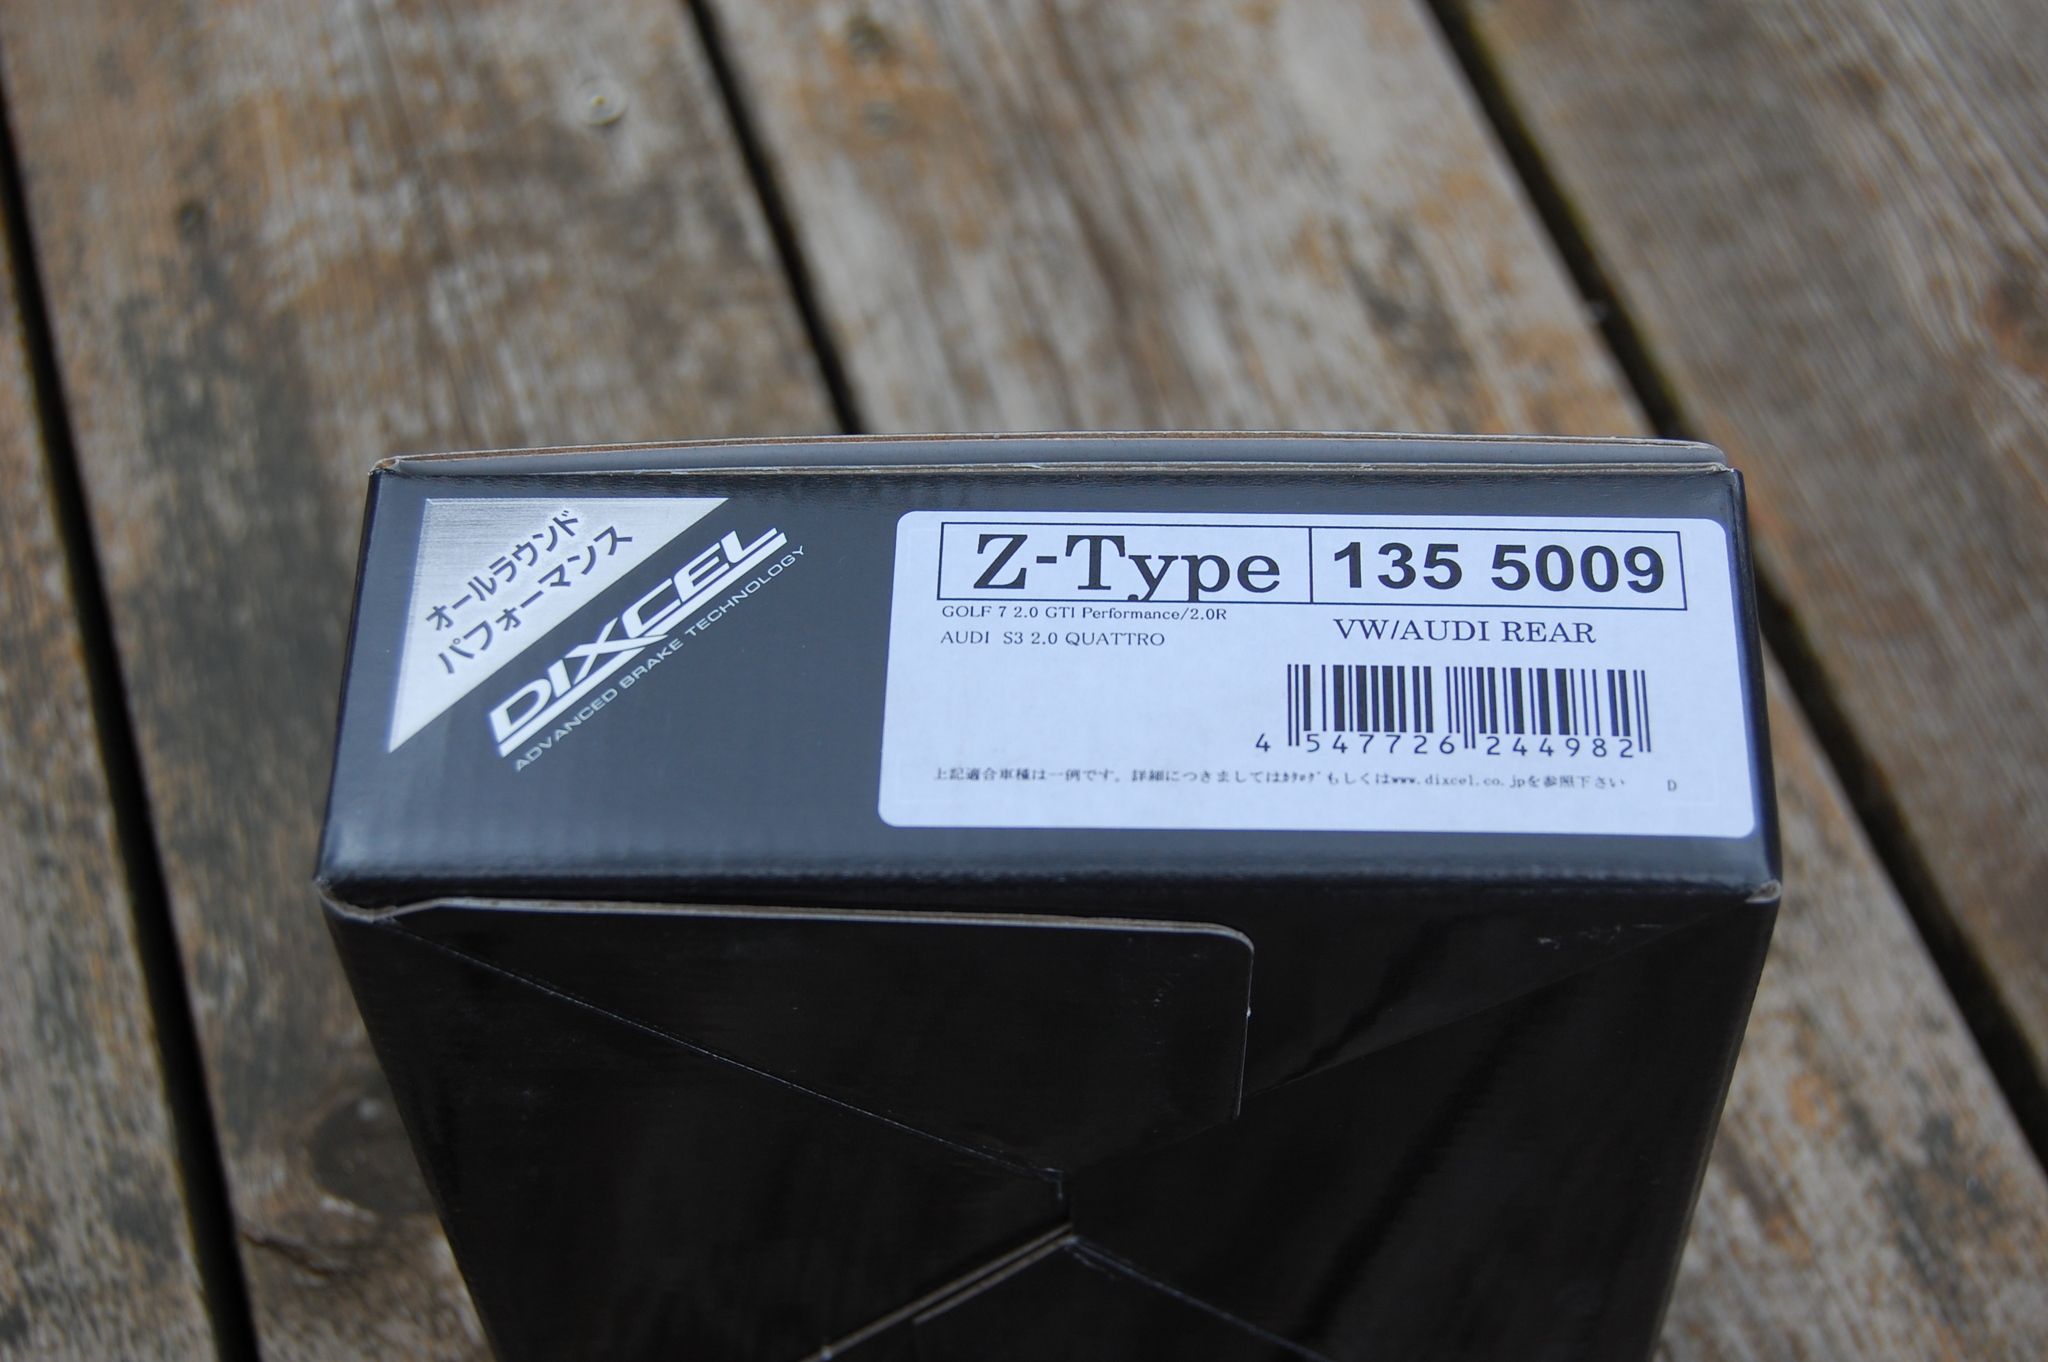 オールラウンド
パフォーマンス
DIXCEL
ADVANCED BRAKE TECHNOLOGY
Z-Type 135 5009
GOLF 7 2.0 GTI Performance/2.0R
VW/AUDI REAR
AUDI S3 2.0 QUATTRO
4 547726 244982
上記適合車種は一例です。詳細につきましてはｶﾀﾛｸﾞもしくはwww.dixcel.co.jpを参照下さい D